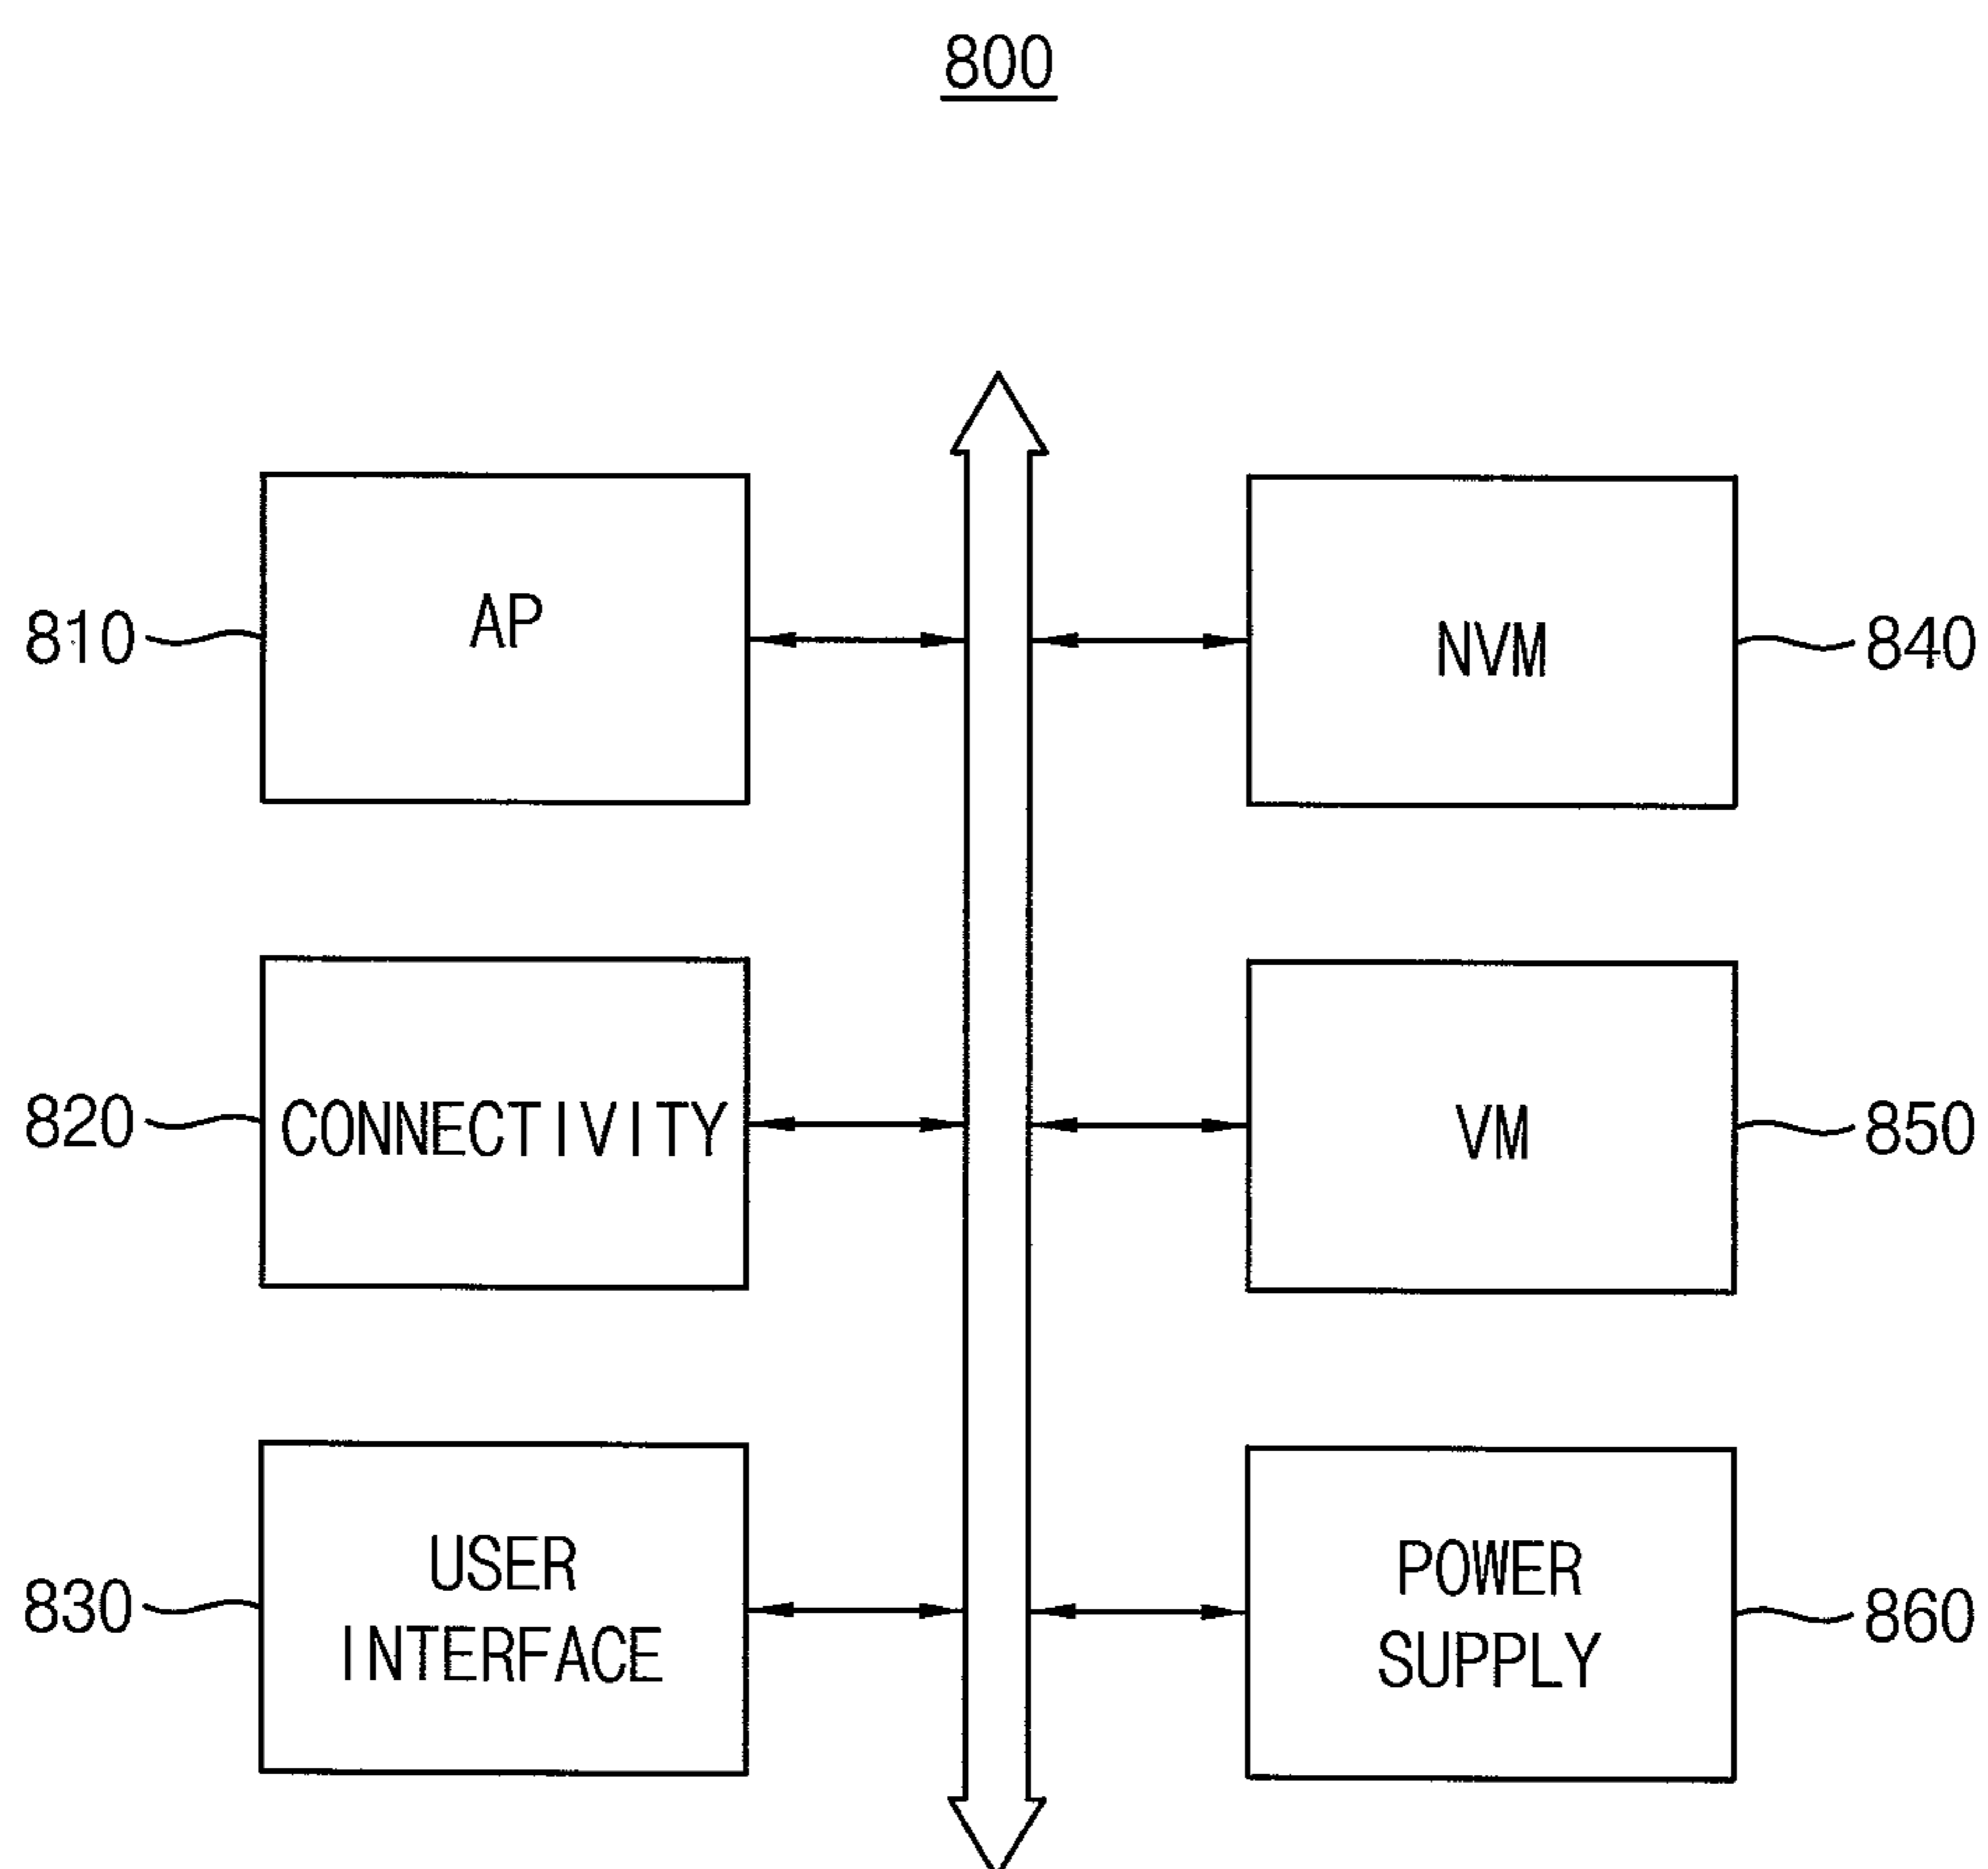 800
810
AP
NVM
840
820
CONNECTIVITY
VM
850
830
USER
INTERFACE
POWER
SUPPLY
860